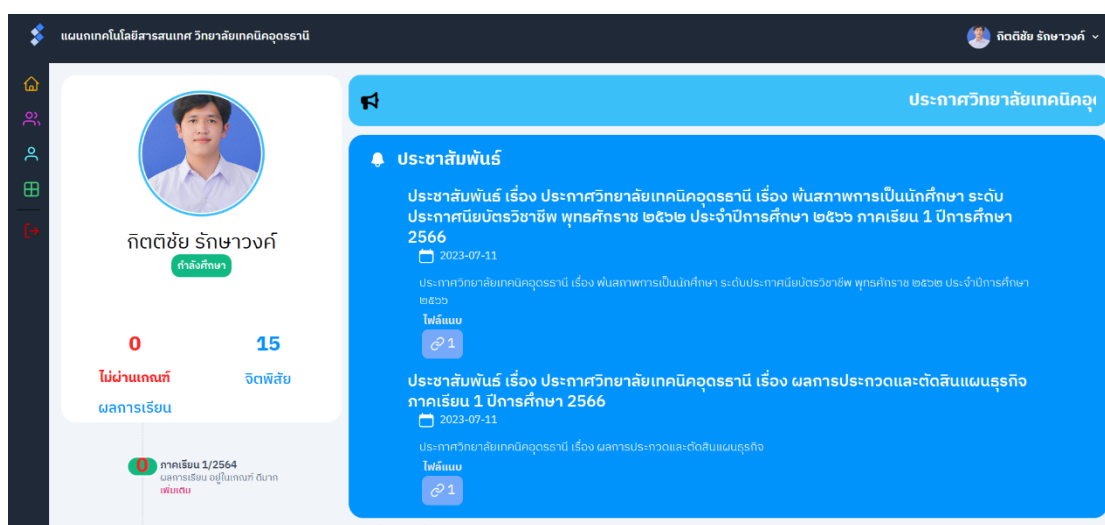 แผนกเทคโนโลยีสารสนเทศ วิทยาลัยเทคนิคอุดรธานี
กิตติชัย รักษาวงค์
กิตติชัย รักษาวงค์
กำลังศึกษา
0
15
ไม่ผ่านเกณฑ์
จิตพิสัย
ผลการเรียน
0
ภาคเรียน 1/2564
ผลการเรียน อยู่ในเกณฑ์ ดีมาก
เพิ่มเติม
ประกาศวิทยาลัยเทคนิคอุ
ประชาสัมพันธ์
ประชาสัมพันธ์ เรื่อง ประกาศวิทยาลัยเทคนิคอุดรธานี เรื่อง พ้นสภาพการเป็นนักศึกษา ระดับ
ประกาศนียบัตรวิชาชีพ พุทธศักราช ๒๕๖๒ ประจำปีการศึกษา ๒๕๖๖ ภาคเรียน 1 ปีการศึกษา
2566
2023-07-11
ประกาศวิทยาลัยเทคนิคอุดรธานี เรื่อง พ้นสภาพการเป็นนักศึกษา ระดับประกาศนียบัตรวิชาชีพ พุทธศักราช ๒๕๖๒ ประจำปีการศึกษา
๒๕๖๖
ไฟล์แนบ
1
ประชาสัมพันธ์ เรื่อง ประกาศวิทยาลัยเทคนิคอุดรธานี เรื่อง ผลการประกวดและตัดสินแผนธุรกิจ
ภาคเรียน 1 ปีการศึกษา 2566
2023-07-11
ประกาศวิทยาลัยเทคนิคอุดรธานี เรื่อง ผลการประกวดและตัดสินแผนธุรกิจ
ไฟล์แนบ
1